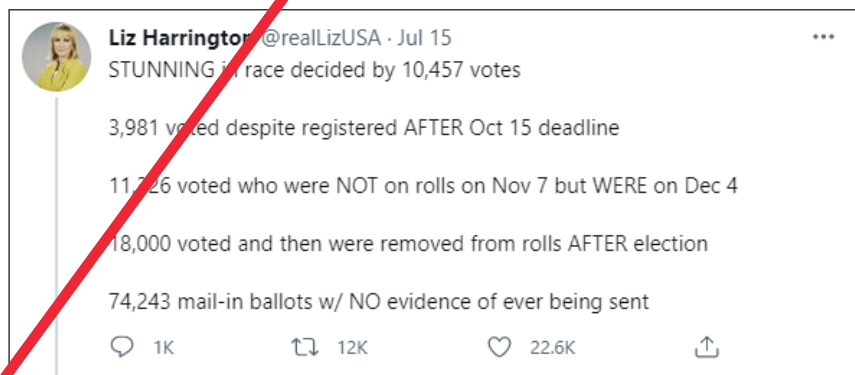 Liz Harrington @realLizUSA · Jul 15
STUNNING in race decided by 10,457 votes
3,981 voted despite registered AFTER Oct 15 deadline
11,326 voted who were NOT on rolls on Nov 7 but WERE on Dec 4
18,000 voted and then were removed from rolls AFTER election
74,243 mail-in ballots w/ NO evidence of ever being sent
1K 12K 22.6K